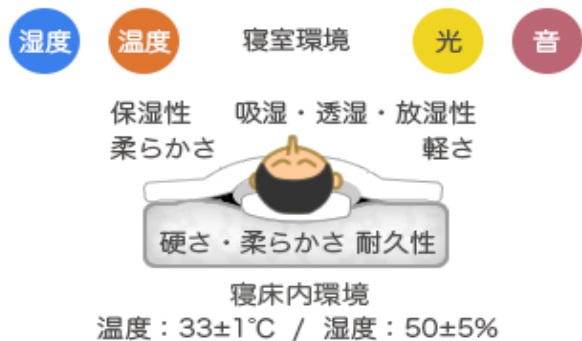 湿度 温度 寝室環境 光 音
保湿性 吸湿・透湿・放湿性
柔らかさ 軽さ
硬さ・柔らかさ 耐久性
寝床内環境
温度：33±1℃ / 湿度：50±5%